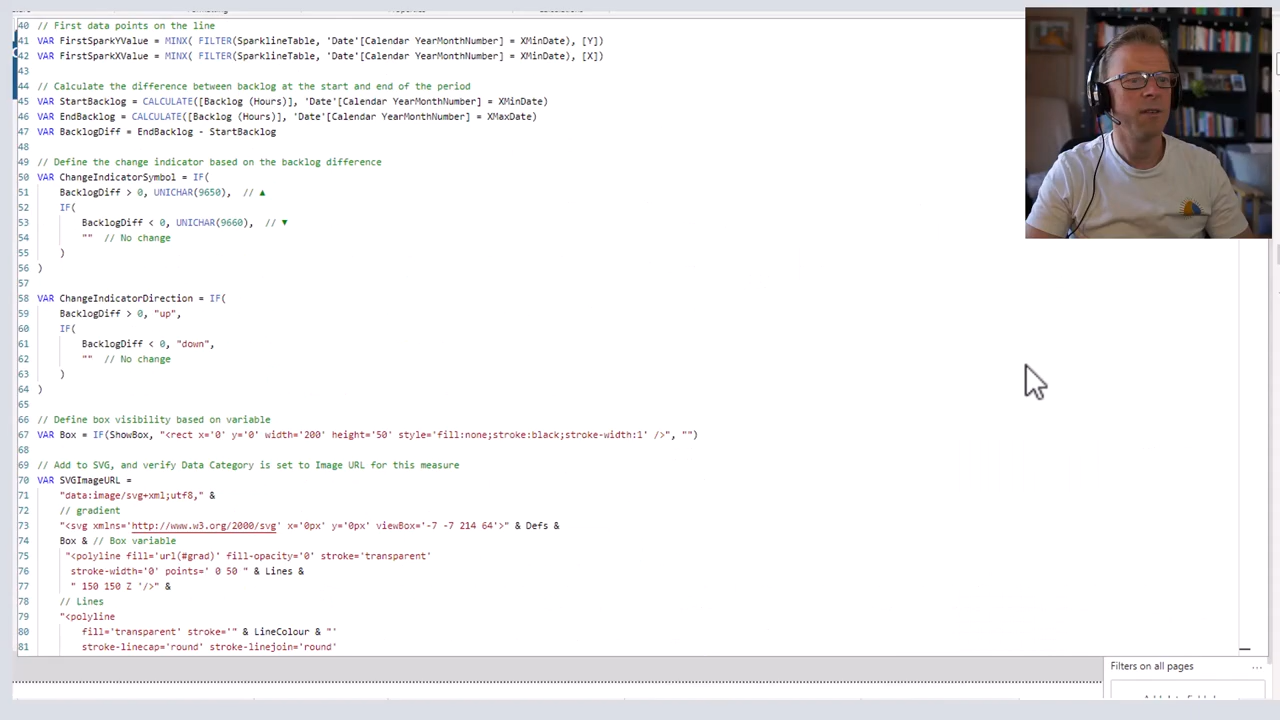 40 // First data points on the line
41 VAR FirstSparkYValue = MINX( FILTER(SparklineTable, 'Date'[Calendar YearMonthNumber] = XMinDate), [Y])
42 VAR FirstSparkXValue = MINX( FILTER(SparklineTable, 'Date'[Calendar YearMonthNumber] = XMinDate), [X])
43
44 // Calculate the difference between backlog at the start and end of the period
45 VAR StartBacklog = CALCULATE([Backlog (Hours)], 'Date'[Calendar YearMonthNumber] = XMinDate)
46 VAR EndBacklog = CALCULATE([Backlog (Hours)], 'Date'[Calendar YearMonthNumber] = XMaxDate)
47 VAR BacklogDiff = EndBacklog - StartBacklog
48
49 // Define the change indicator based on the backlog difference
50 VAR ChangeIndicatorSymbol = IF(
51 BacklogDiff > 0, UNICHAR(9650), // ▲
52 IF(
53 BacklogDiff < 0, UNICHAR(9660), // ▼
54 "" // No change
55 )
56 )
57
58 VAR ChangeIndicatorDirection = IF(
59 BacklogDiff > 0, "up",
60 IF(
61 BacklogDiff < 0, "down",
62 "" // No change
63 )
64 )
65
66 // Define box visibility based on variable
67 VAR Box = IF(ShowBox, "<rect x='0' y='0' width='200' height='50' style='fill:none;stroke:black;stroke-width:1' />", "")
68
69 // Add to SVG, and verify Data Category is set to Image URL for this measure
70 VAR SVGImageURL =
71 "data:image/svg+xml;utf8," &
72 // gradient
73 "<svg xmlns='http://www.w3.org/2000/svg' x='0px' y='0px' viewBox='-7 -7 214 64'>" & Defs &
74 Box & // Box variable
75 "<polyline fill='url(#grad)' fill-opacity='0' stroke='transparent'
76 stroke-width='0' points=' 0 50 " & Lines &
77 " 150 150 Z '/>" &
78 // Lines
79 "<polyline
80 fill='transparent' stroke='" & LineColour & "'
81 stroke-linecap='round' stroke-linejoin='round'
Filters on all pages ...